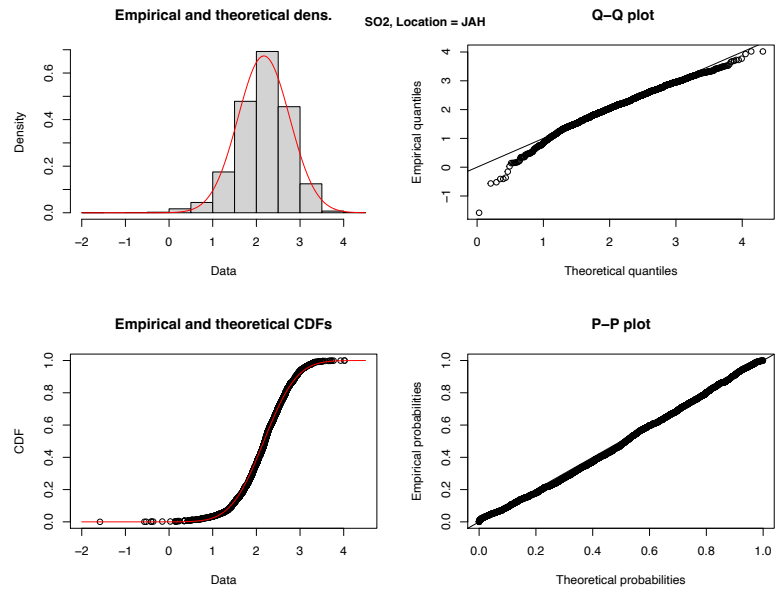 SO2, Location = JAH
Empirical and theoretical dens.
Density
0.0 0.2 0.4 0.6
−2 −1 0 1 2 3 4
Data
Q−Q plot
Empirical quantiles
−1 0 1 2 3 4
0 1 2 3 4
Theoretical quantiles
Empirical and theoretical CDFs
CDF
0.0 0.2 0.4 0.6 0.8 1.0
−2 −1 0 1 2 3 4
Data
P−P plot
Empirical probabilities
0.0 0.2 0.4 0.6 0.8 1.0
0.0 0.2 0.4 0.6 0.8 1.0
Theoretical probabilities